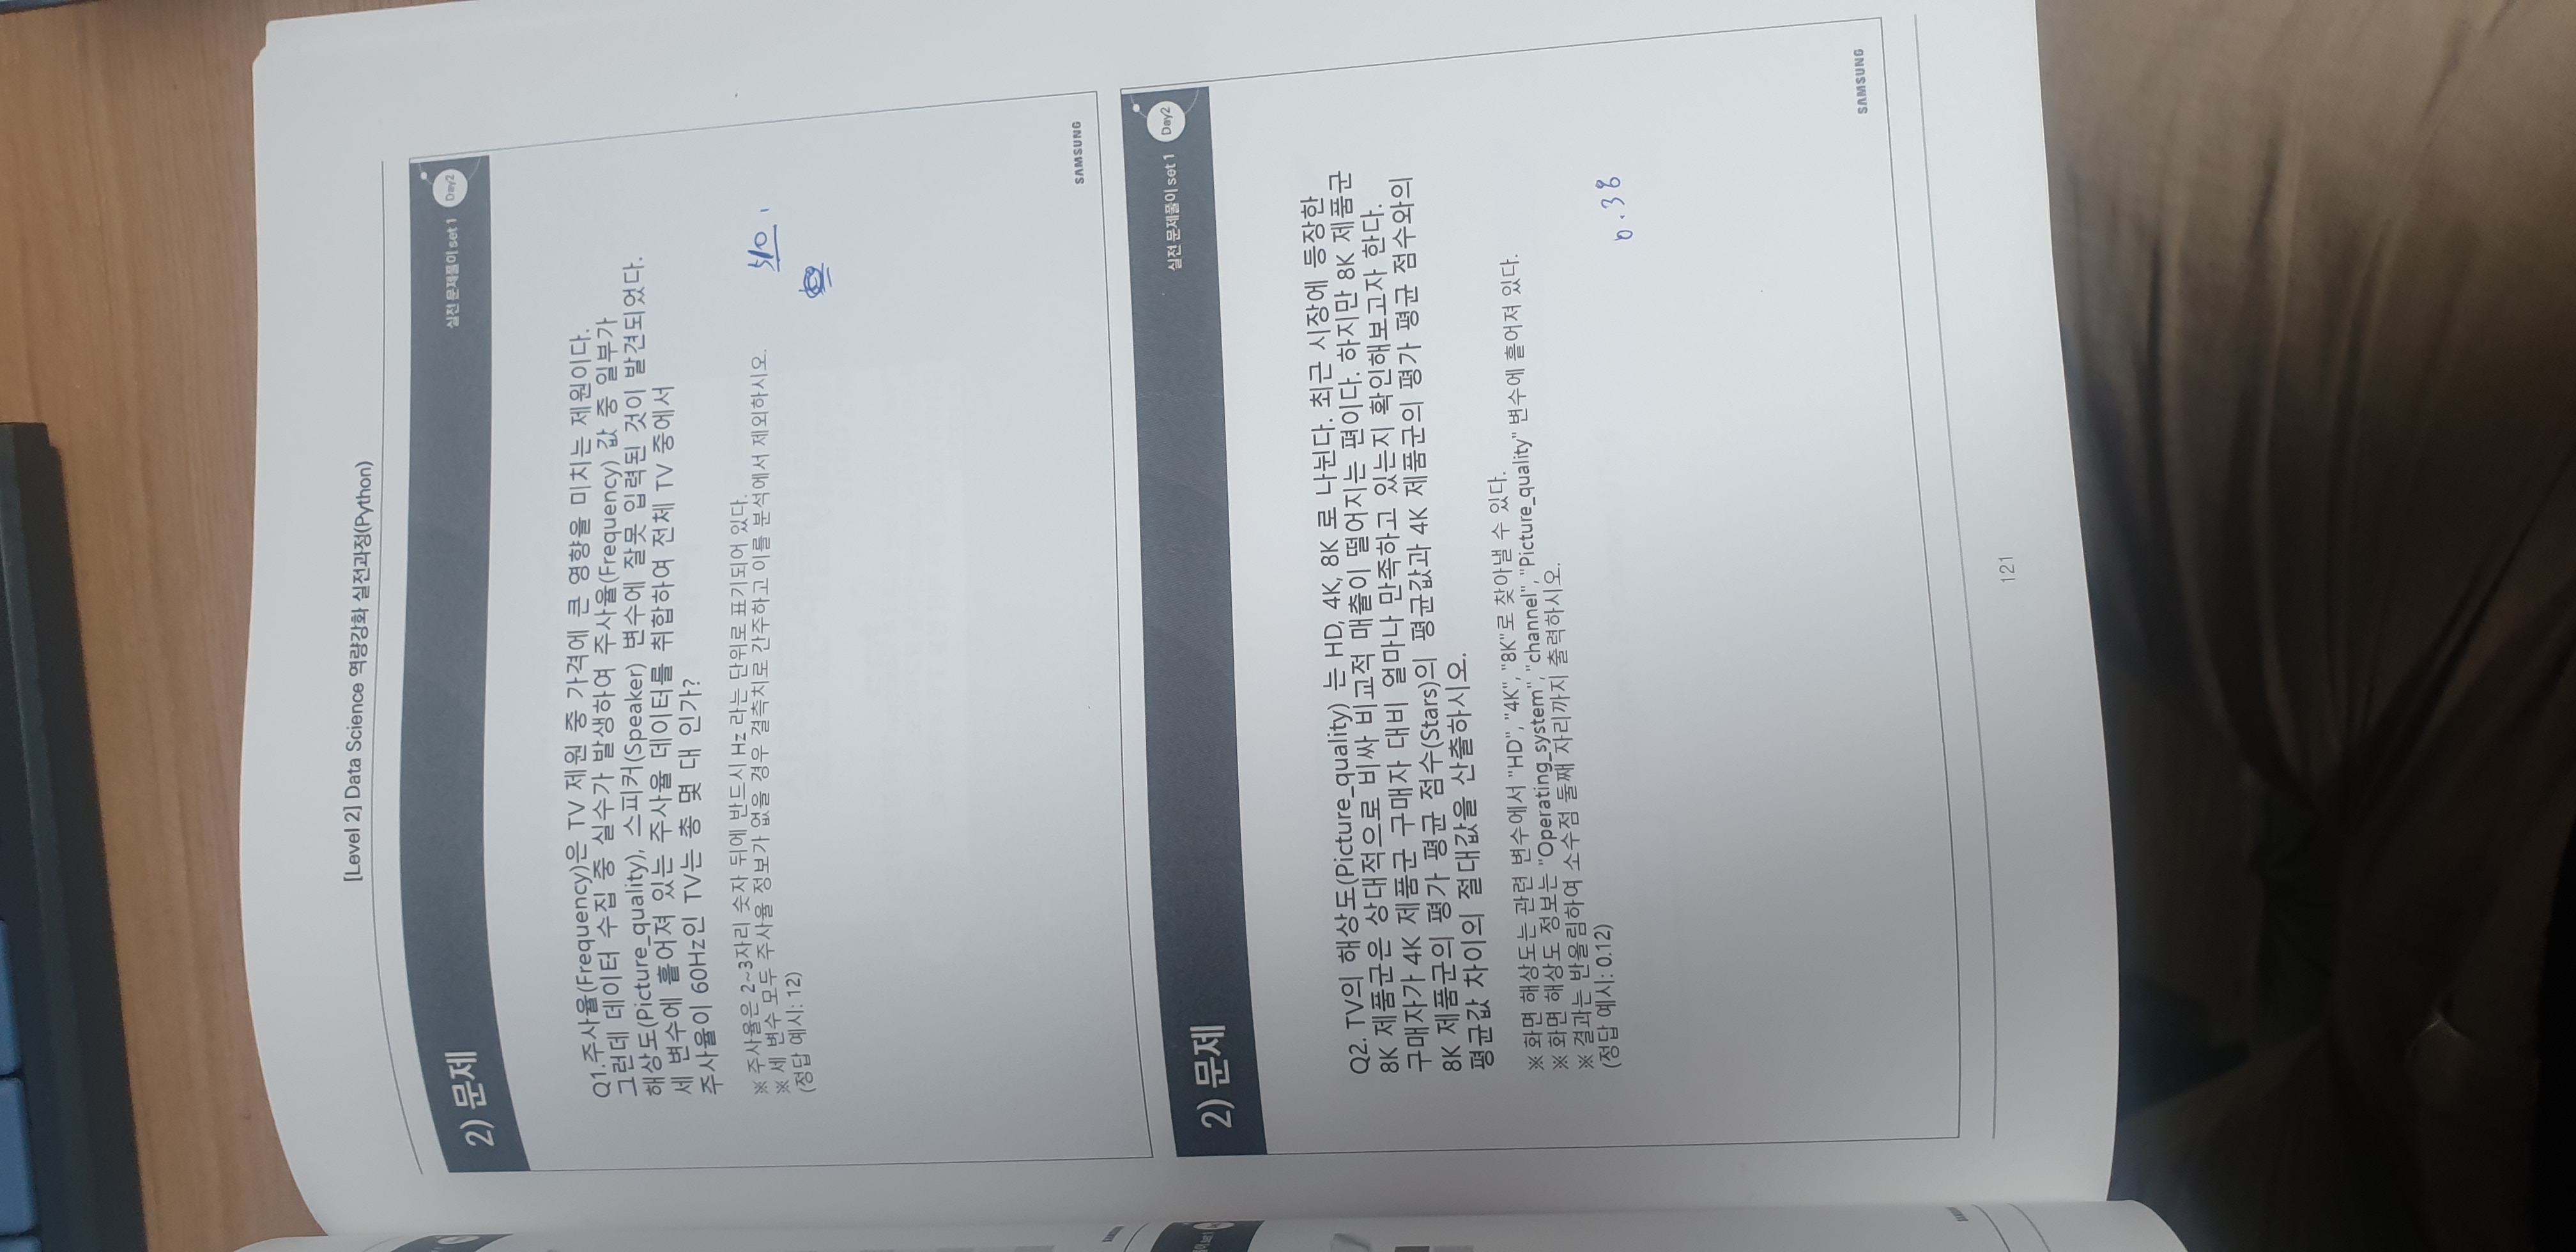 [Level 2] Data Science 역량강화 실전과정(Python)
2) 문제
실전 문제풀이 set 1
Day2
Q1.주사율(Frequency)은 TV 제원 중 가격에 큰 영향을 미치는 제원이다.
그런데 데이터 수집 중 실수가 발생하여 주사율(Frequency) 값 중 일부가
해상도(Picture_quality), 스피커(Speaker) 변수에 잘못 입력된 것이 발견되었다.
세 변수에 흩어져 있는 주사율 데이터를 취합하여 전체 TV 중에서
주사율이 60Hz인 TV는 총 몇 대 인가?
※ 주사율은 2~3자리 숫자 뒤에 반드시 Hz 라는 단위로 표기되어 있다.
※ 세 변수 모두 주사율 정보가 없을 경우 결측치로 간주하고 이를 분석에서 제외하시오.
(정답 예시: 12)
510
SAMSUNG
2) 문제
실전 문제풀이 set 1
Day2
Q2. TV의 해상도(Picture_quality) 는 HD, 4K, 8K 로 나뉜다. 최근 시장에 등장한
8K 제품군은 상대적으로 비싸 비교적 매출이 떨어지는 편이다. 하지만 8K 제품군
구매자가 4K 제품군 구매자 대비 얼마나 만족하고 있는지 확인해보고자 한다.
8K 제품군의 평가 평균 점수(Stars)의 평균값과 4K 제품군의 평가 평균 점수와의
평균값 차이의 절대값을 산출하시오.
※ 화면 해상도는 관련 변수에서 "HD", "4K", "8K"로 찾아낼 수 있다.
※ 화면 해상도 정보는 "Operating_system", "channel", "Picture_quality" 변수에 흩어져 있다.
※ 결과는 반올림하여 소수점 둘째 자리까지 출력하시오.
(정답 예시: 0.12)
0.38
SAMSUNG
121